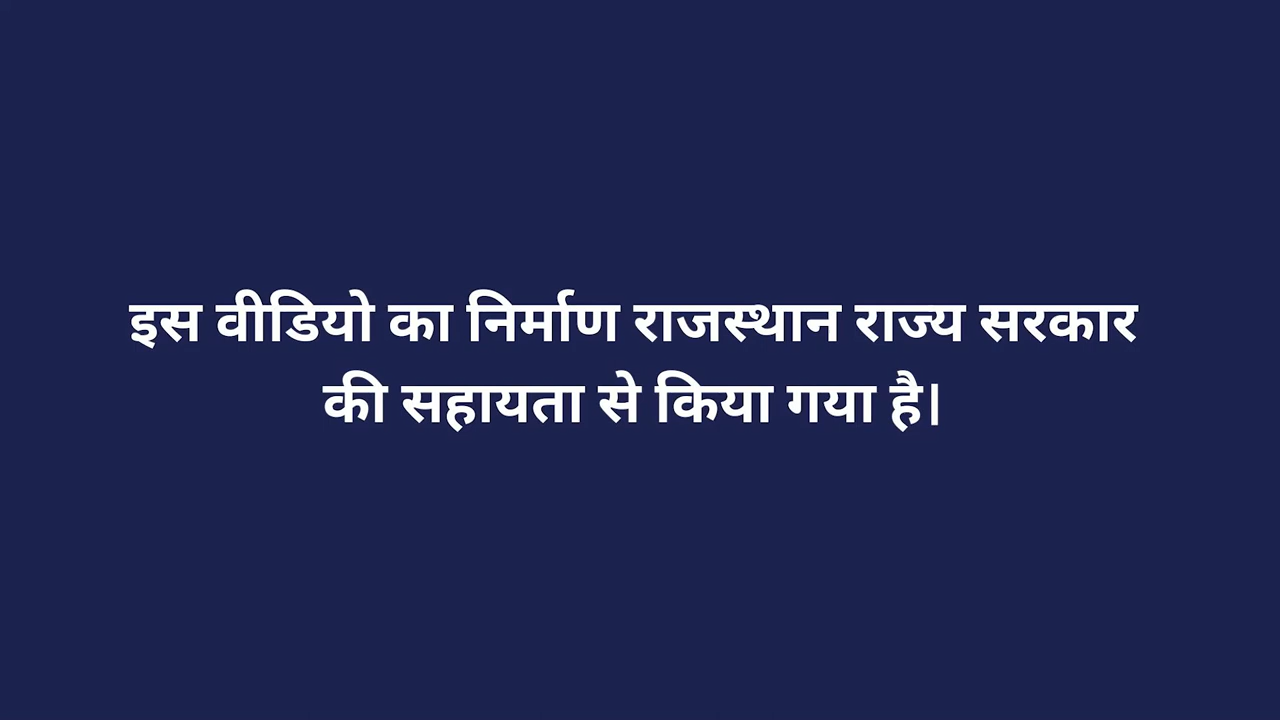 इस वीडियो का निर्माण राजस्थान राज्य सरकार
की सहायता से किया गया है।